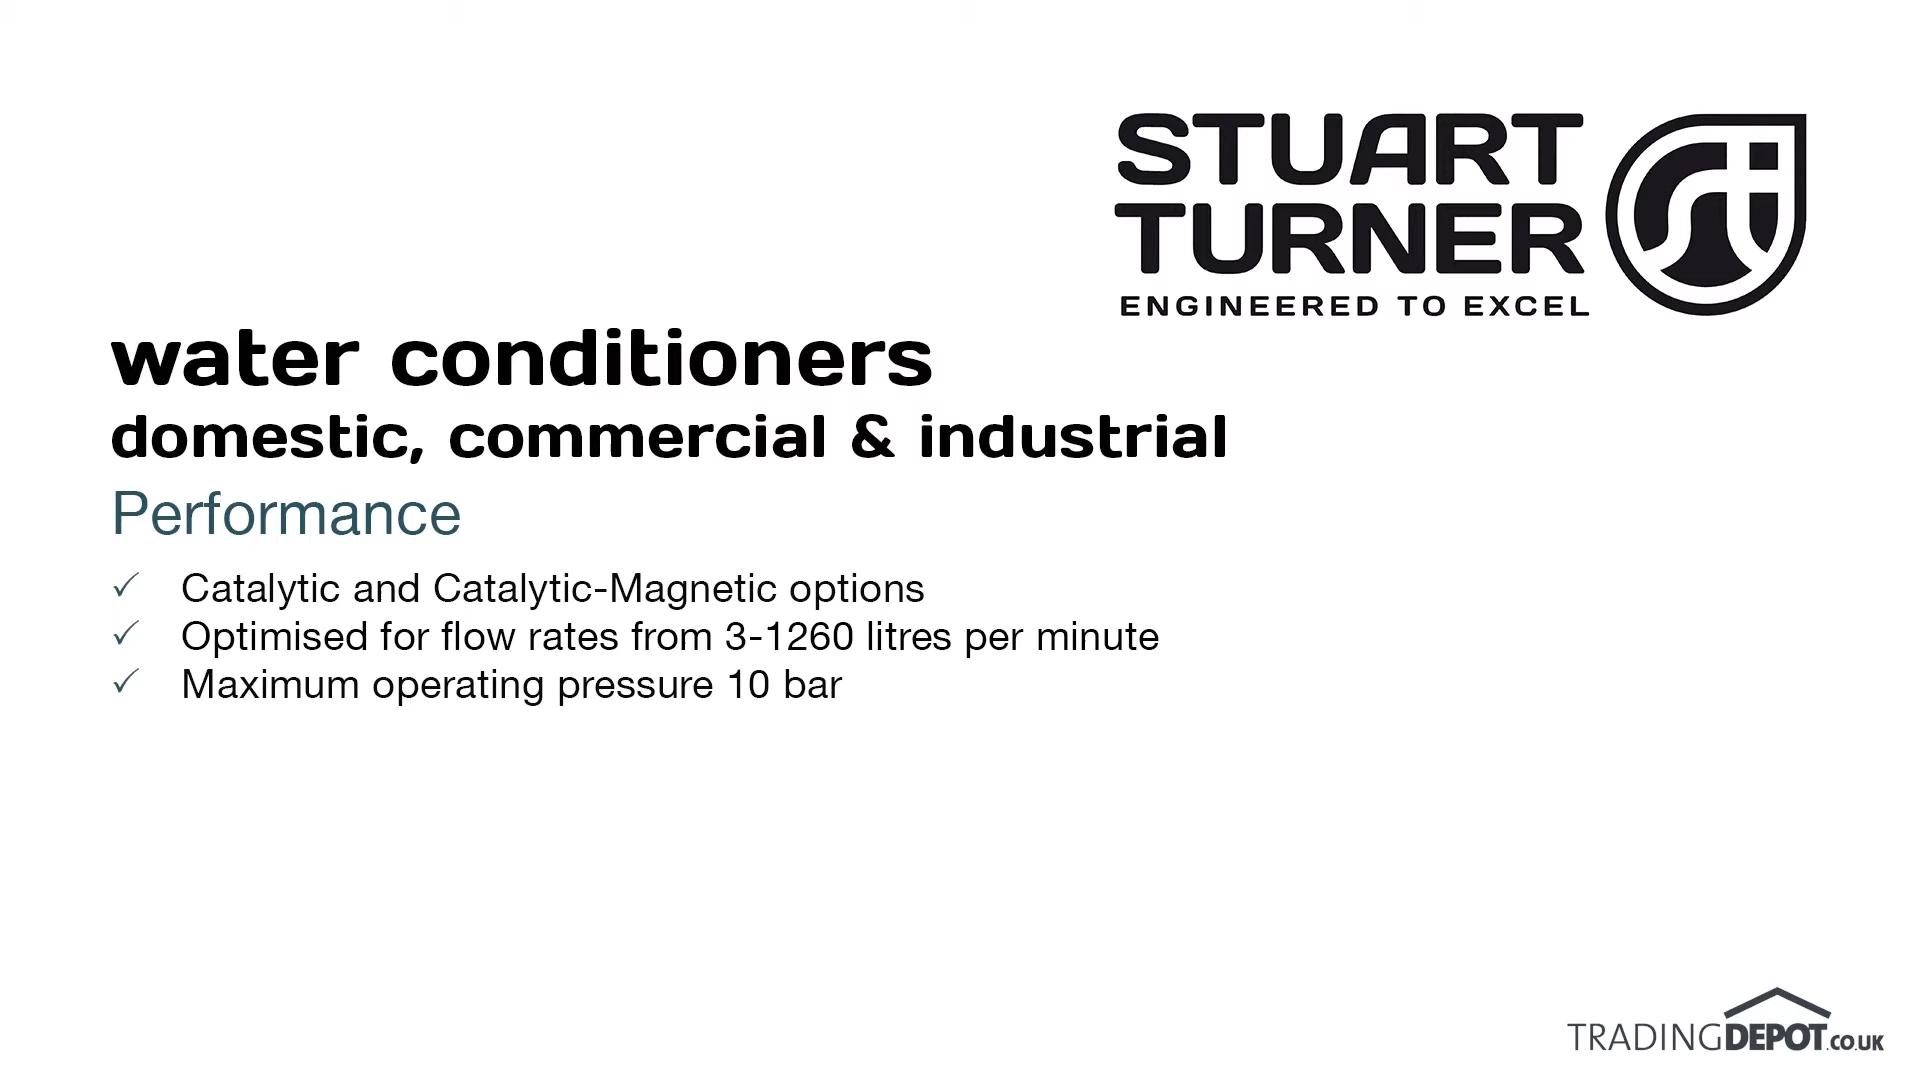 STUART
TURNER
ENGINEERED TO EXCEL
water conditioners
domestic, commercial & industrial
Performance
✓ Catalytic and Catalytic-Magnetic options
✓ Optimised for flow rates from 3-1260 litres per minute
✓ Maximum operating pressure 10 bar
TRADINGDEPOT.CO.UK